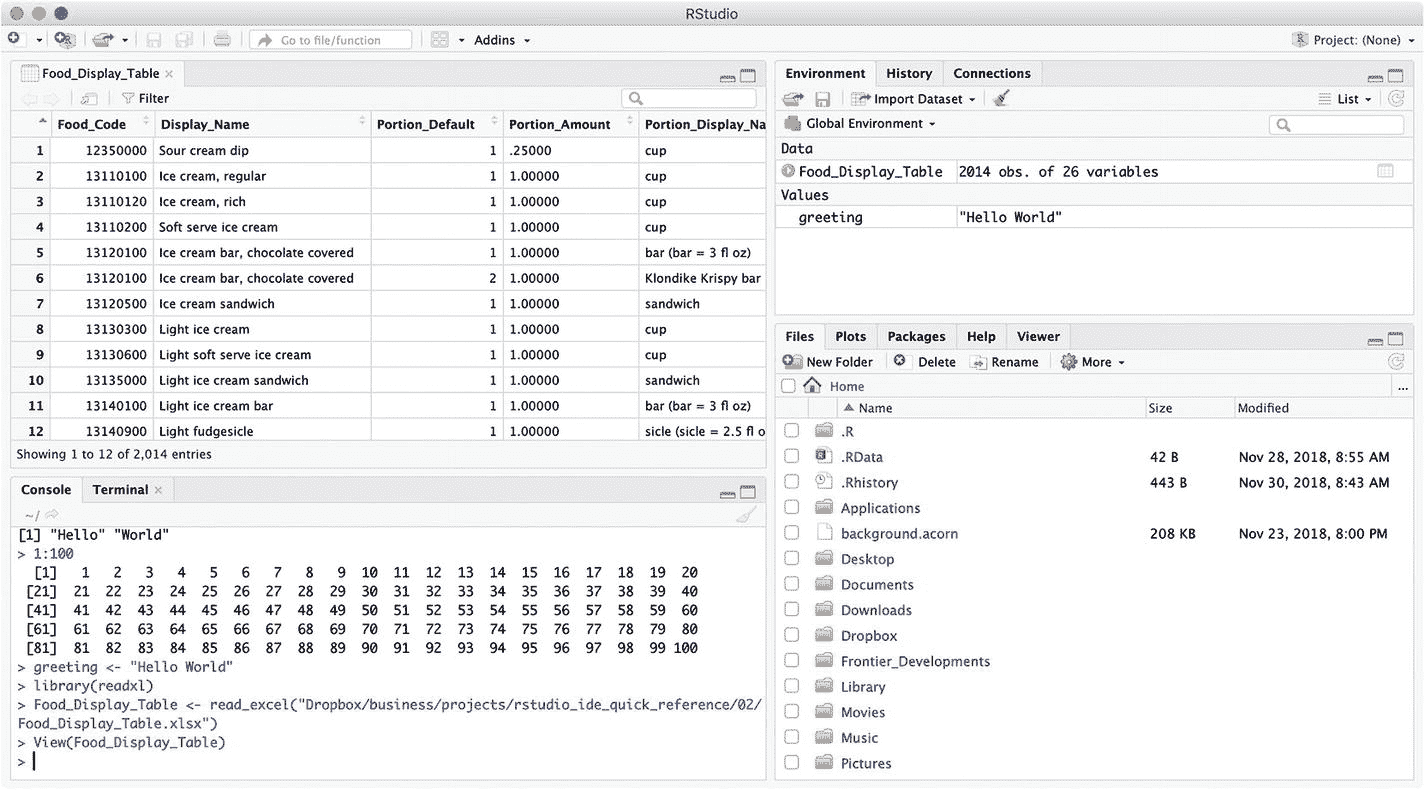 RStudio
Go to file/function Addins Project: (None)
Food_Display_Table
Filter
Food_Code Display_Name Portion_Default Portion_Amount Portion_Display_Na
1 12350000 Sour cream dip 1 .25000 cup
2 13110100 Ice cream, regular 1 1.00000 cup
3 13110120 Ice cream, rich 1 1.00000 cup
4 13110200 Soft serve ice cream 1 1.00000 cup
5 13120100 Ice cream bar, chocolate covered 1 1.00000 bar (bar = 3 fl oz)
6 13120100 Ice cream bar, chocolate covered 2 1.00000 Klondike Krispy bar
7 13120500 Ice cream sandwich 1 1.00000 sandwich
8 13130300 Light ice cream 1 1.00000 cup
9 13130600 Light soft serve ice cream 1 1.00000 cup
10 13135000 Light ice cream sandwich 1 1.00000 sandwich
11 13140100 Light ice cream bar 1 1.00000 bar (bar = 3 fl oz)
12 13140900 Light fudgesicle 1 1.00000 sicle (sicle = 2.5 fl o
Showing 1 to 12 of 2,014 entries
Console Terminal
~/
[1] "Hello" "World"
> 1:100
[1] 1 2 3 4 5 6 7 8 9 10 11 12 13 14 15 16 17 18 19 20
[21] 21 22 23 24 25 26 27 28 29 30 31 32 33 34 35 36 37 38 39 40
[41] 41 42 43 44 45 46 47 48 49 50 51 52 53 54 55 56 57 58 59 60
[61] 61 62 63 64 65 66 67 68 69 70 71 72 73 74 75 76 77 78 79 80
[81] 81 82 83 84 85 86 87 88 89 90 91 92 93 94 95 96 97 98 99 100
> greeting <- "Hello World"
> library(readxl)
> Food_Display_Table <- read_excel("Dropbox/business/projects/rstudio_ide_quick_reference/02/
Food_Display_Table.xlsx")
> View(Food_Display_Table)
>
Environment History Connections
Import Dataset List
Global Environment
Data
Food_Display_Table 2014 obs. of 26 variables
Values
greeting "Hello World"
Files Plots Packages Help Viewer
New Folder Delete Rename More
Home ...
Name Size Modified
.R
.RData 42 B Nov 28, 2018, 8:55 AM
.Rhistory 443 B Nov 30, 2018, 8:43 AM
Applications
background.acorn 208 KB Nov 23, 2018, 8:00 PM
Desktop
Documents
Downloads
Dropbox
Frontier_Developments
Library
Movies
Music
Pictures